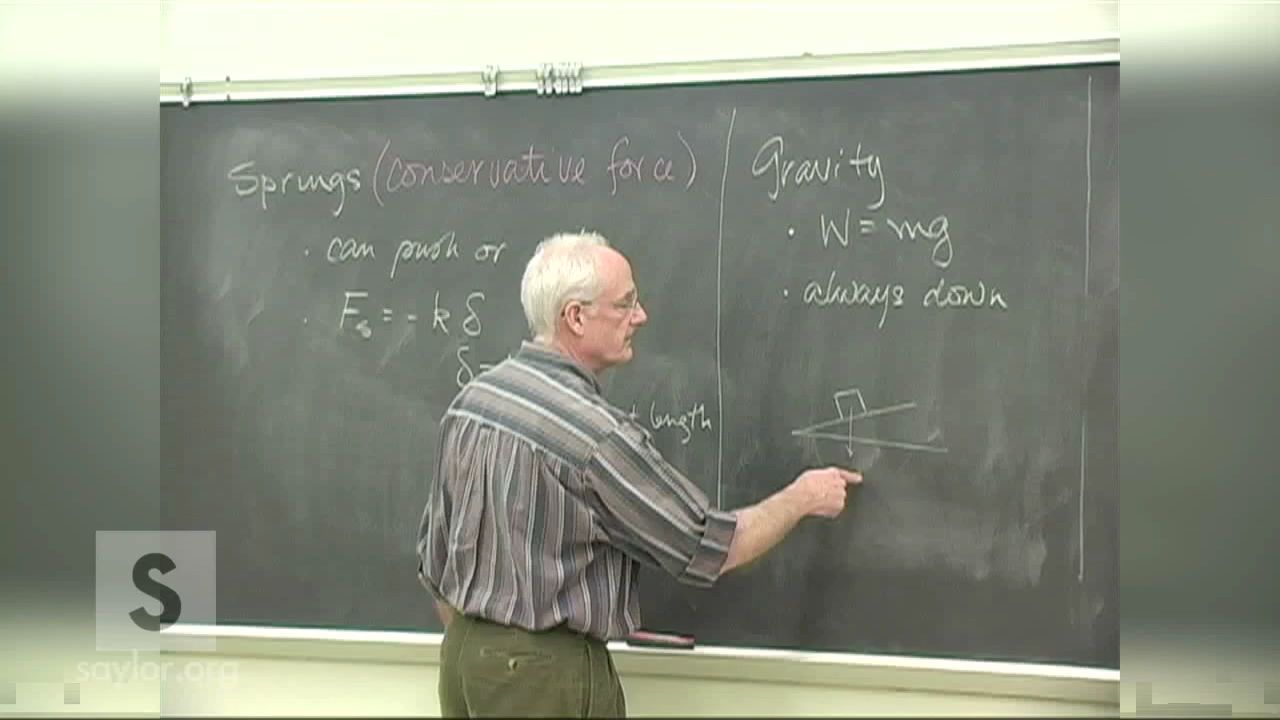 Springs (conservative force)
· can push or
· Fs = - k δ
δ =
length
Gravity
· W = mg
· always down
S
saylor.org